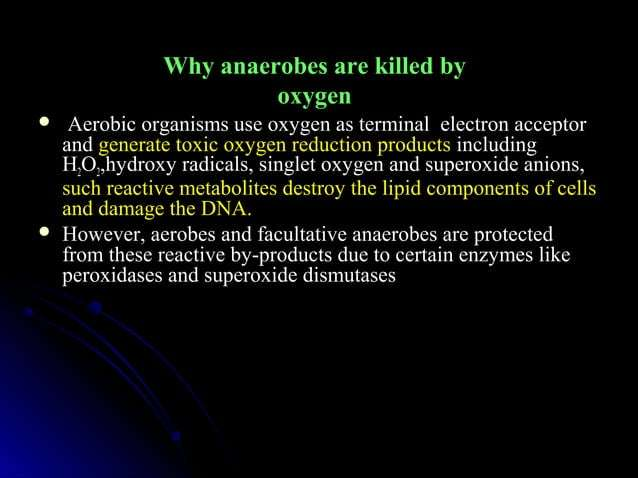 Why anaerobes are killed by
oxygen
• Aerobic organisms use oxygen as terminal electron acceptor
and generate toxic oxygen reduction products including
H₂O₂,hydroxy radicals, singlet oxygen and superoxide anions,
such reactive metabolites destroy the lipid components of cells
and damage the DNA.
• However, aerobes and facultative anaerobes are protected
from these reactive by-products due to certain enzymes like
peroxidases and superoxide dismutases